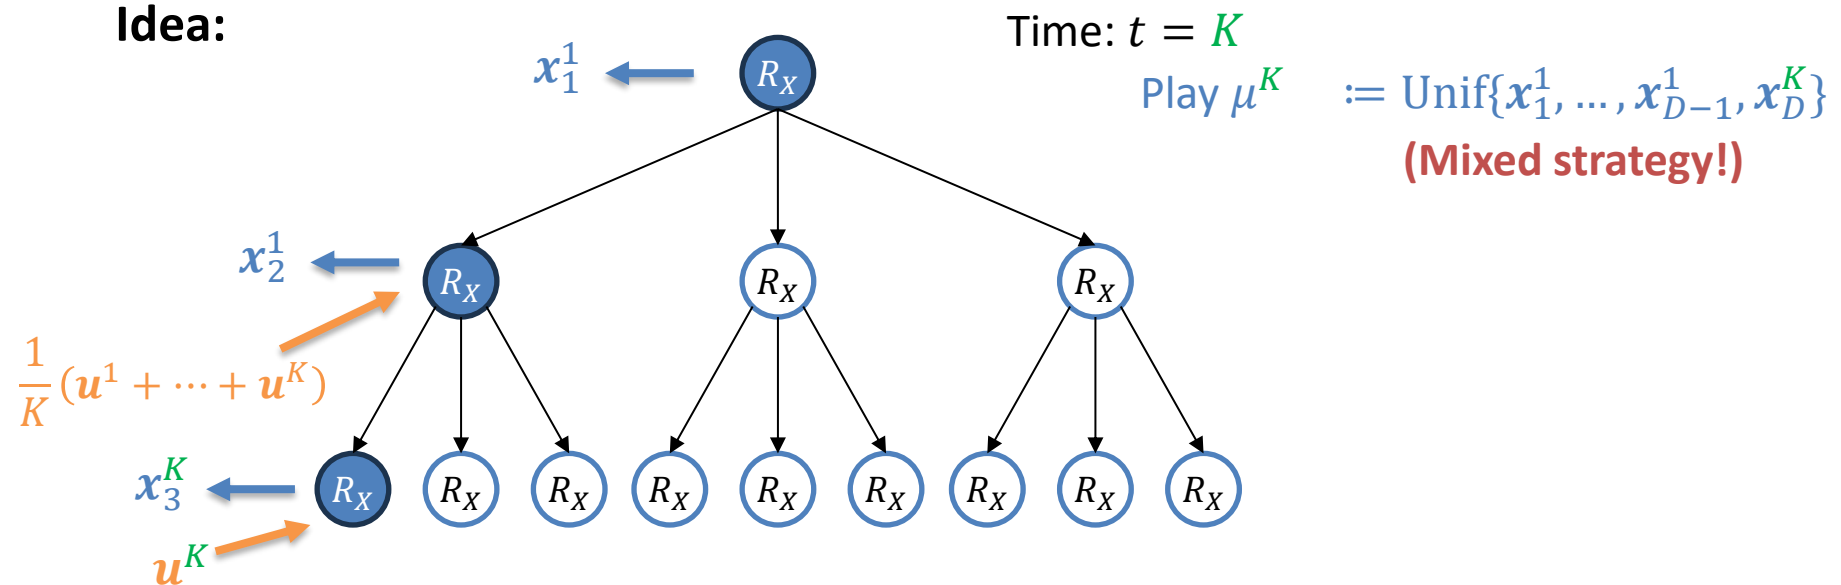 Idea:
Time: t = K
Play μ^K := Unif{x_1^1, …, x_{D−1}^1, x_D^K}
(Mixed strategy!)
x_1^1
R_X
x_2^1
R_X R_X R_X
1/K (u^1 + ⋯ + u^K)
x_3^K
R_X R_X R_X R_X R_X R_X R_X R_X R_X
u^K